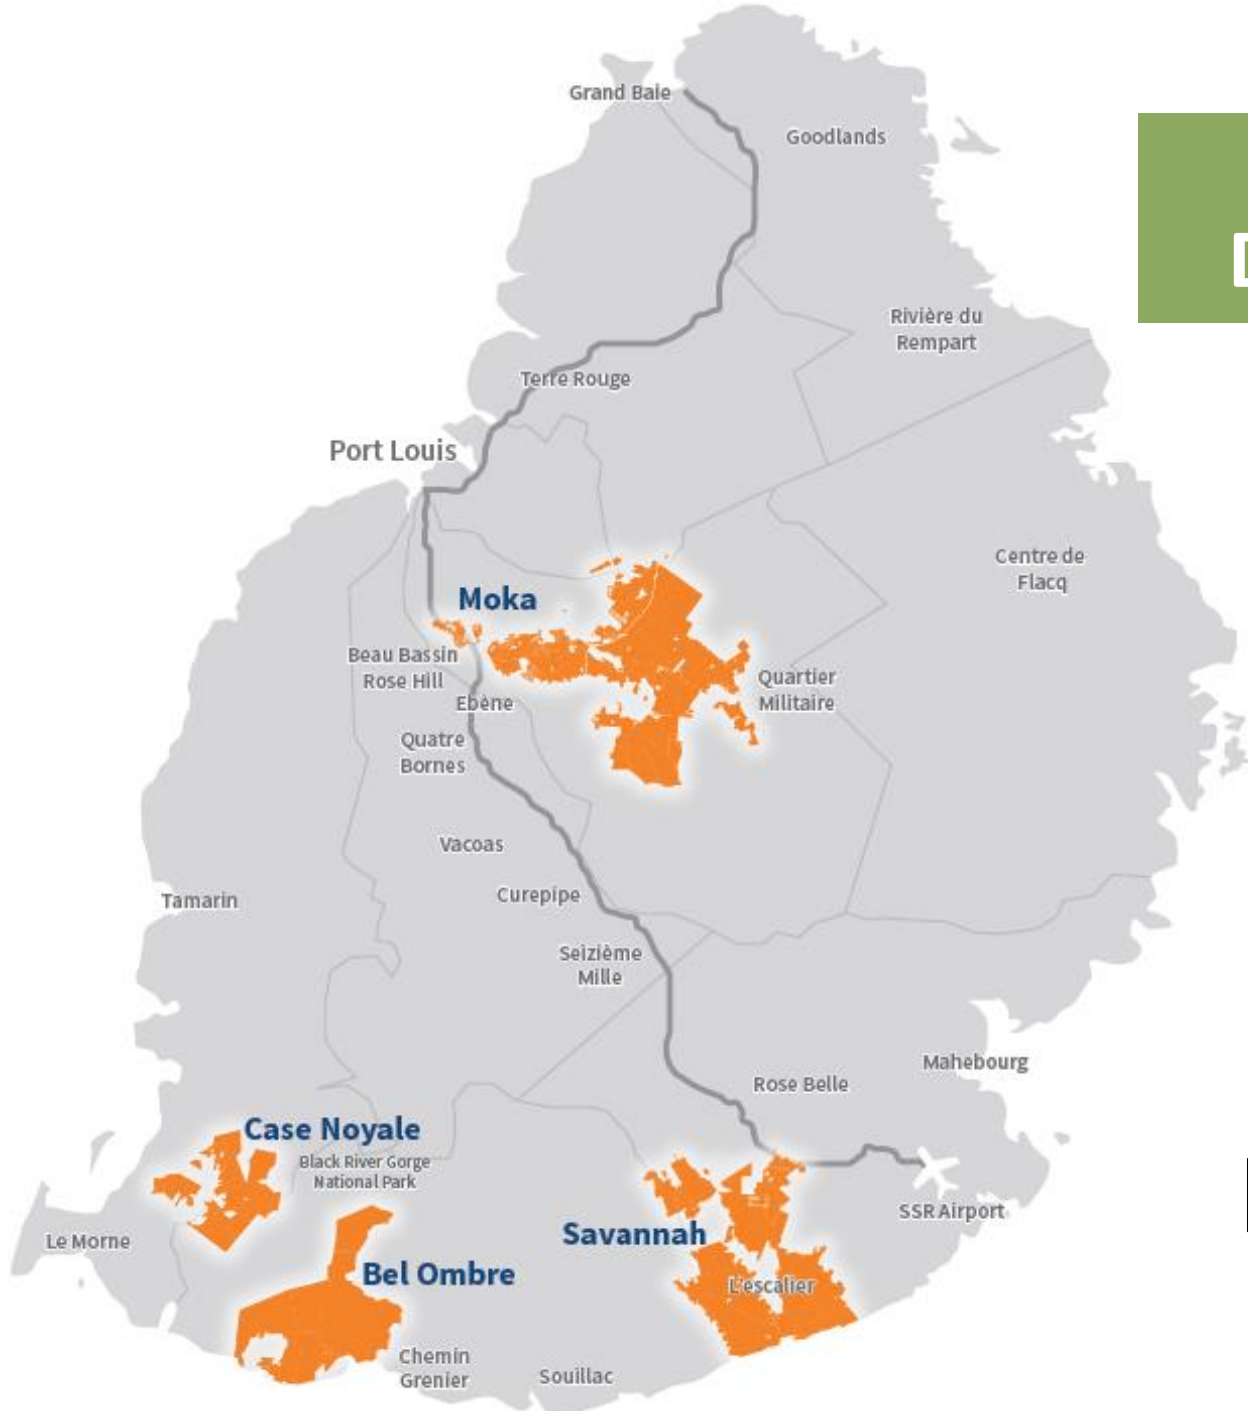 Grand Baie
Goodlands
Rivière du
Rempart
Terre Rouge
Port Louis
Centre de
Flacq
Moka
Beau Bassin
Rose Hill
Quartier
Militaire
Ebène
Quatre
Bornes
Vacoas
Curepipe
Tamarin
Seizième
Mille
Mahebourg
Rose Belle
Case Noyale
Black River Gorge
National Park
SSR Airport
Savannah
Le Morne
Bel Ombre
L'escalier
Chemin
Grenier
Souillac